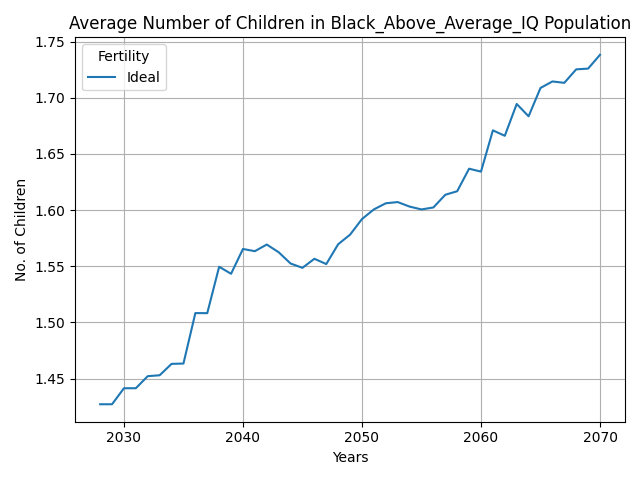 Average Number of Children in Black_Above_Average_IQ Population
Fertility
Ideal
1.75
1.70
1.65
1.60
1.55
1.50
1.45
No. of Children
2030 2040 2050 2060 2070
Years